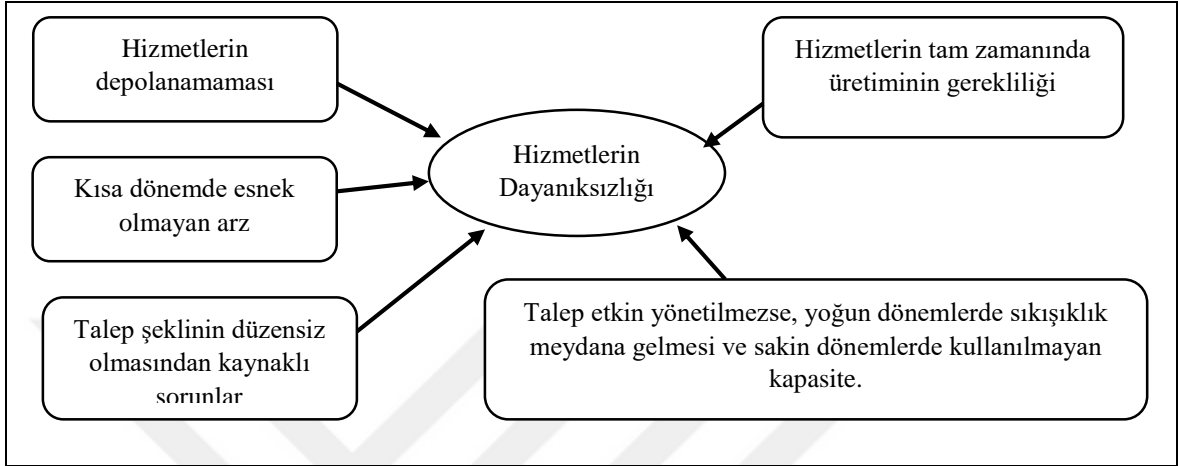 Hizmetlerin
depolanamaması
Hizmetlerin tam zamanında
üretiminin gerekliliği
Hizmetlerin
Dayanıksızlığı
Kısa dönemde esnek
olmayan arz
Talep şeklinin düzensiz
olmasından kaynaklı
sorunlar
Talep etkin yönetilmezse, yoğun dönemlerde sıkışıklık
meydana gelmesi ve sakin dönemlerde kullanılmayan
kapasite.